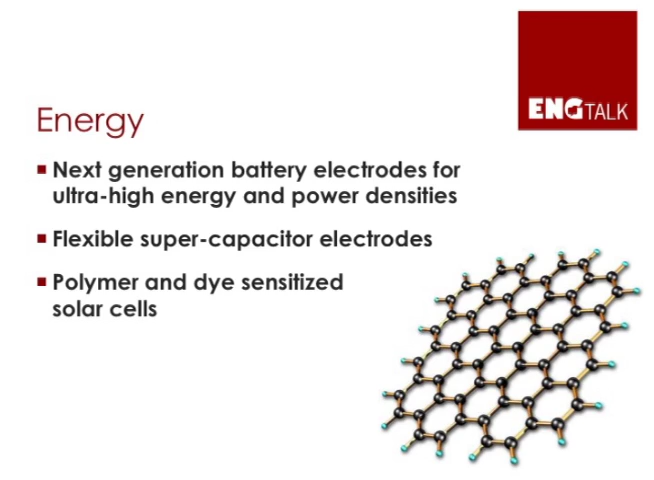 ENGTALK
Energy
Next generation battery electrodes for
ultra-high energy and power densities
Flexible super-capacitor electrodes
Polymer and dye sensitized
solar cells